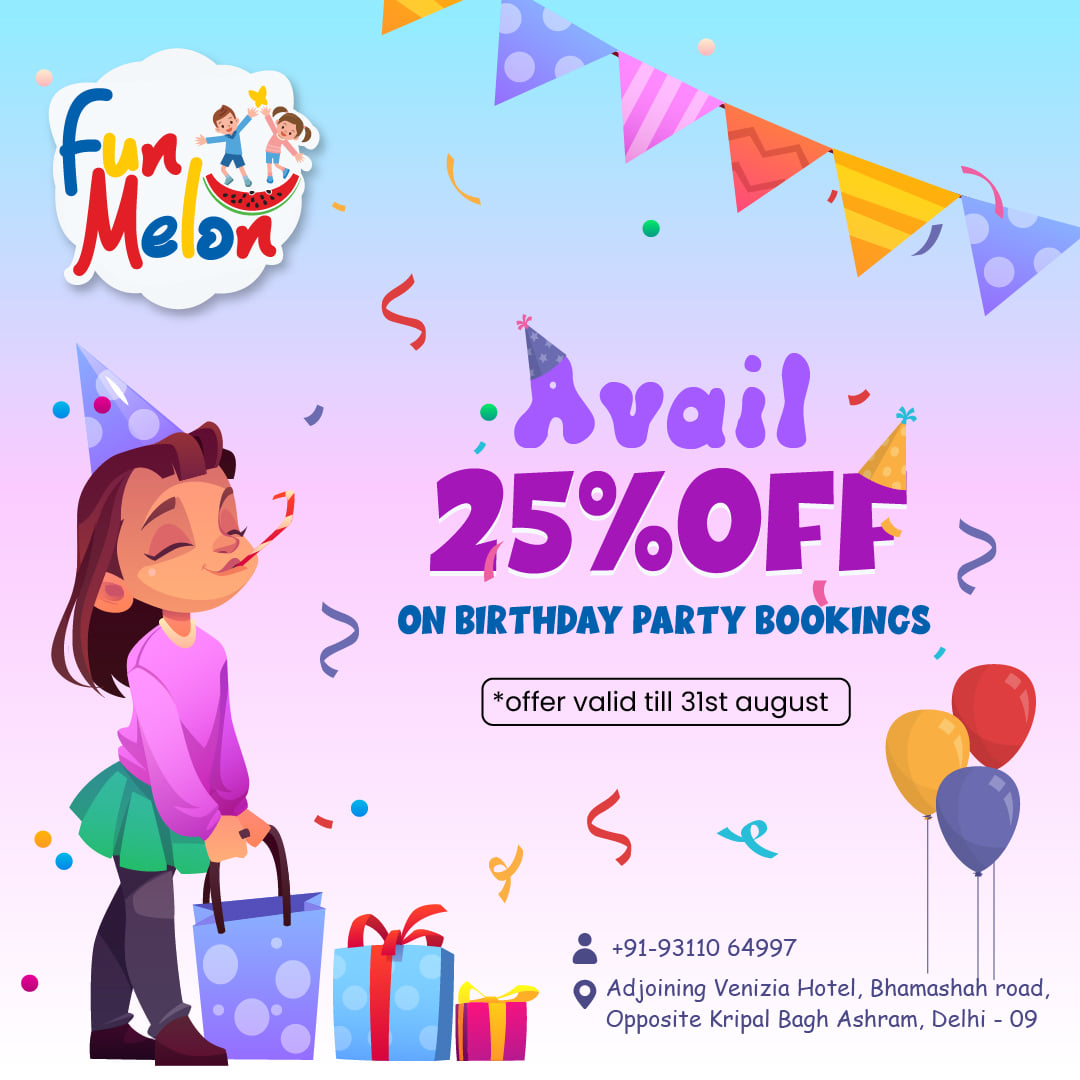 Fun
Melon
Avail
25%OFF
ON BIRTHDAY PARTY BOOKINGS
*offer valid till 31st august
+91-93110 64997
Adjoining Venizia Hotel, Bhamashah road,
Opposite Kripal Bagh Ashram, Delhi - 09